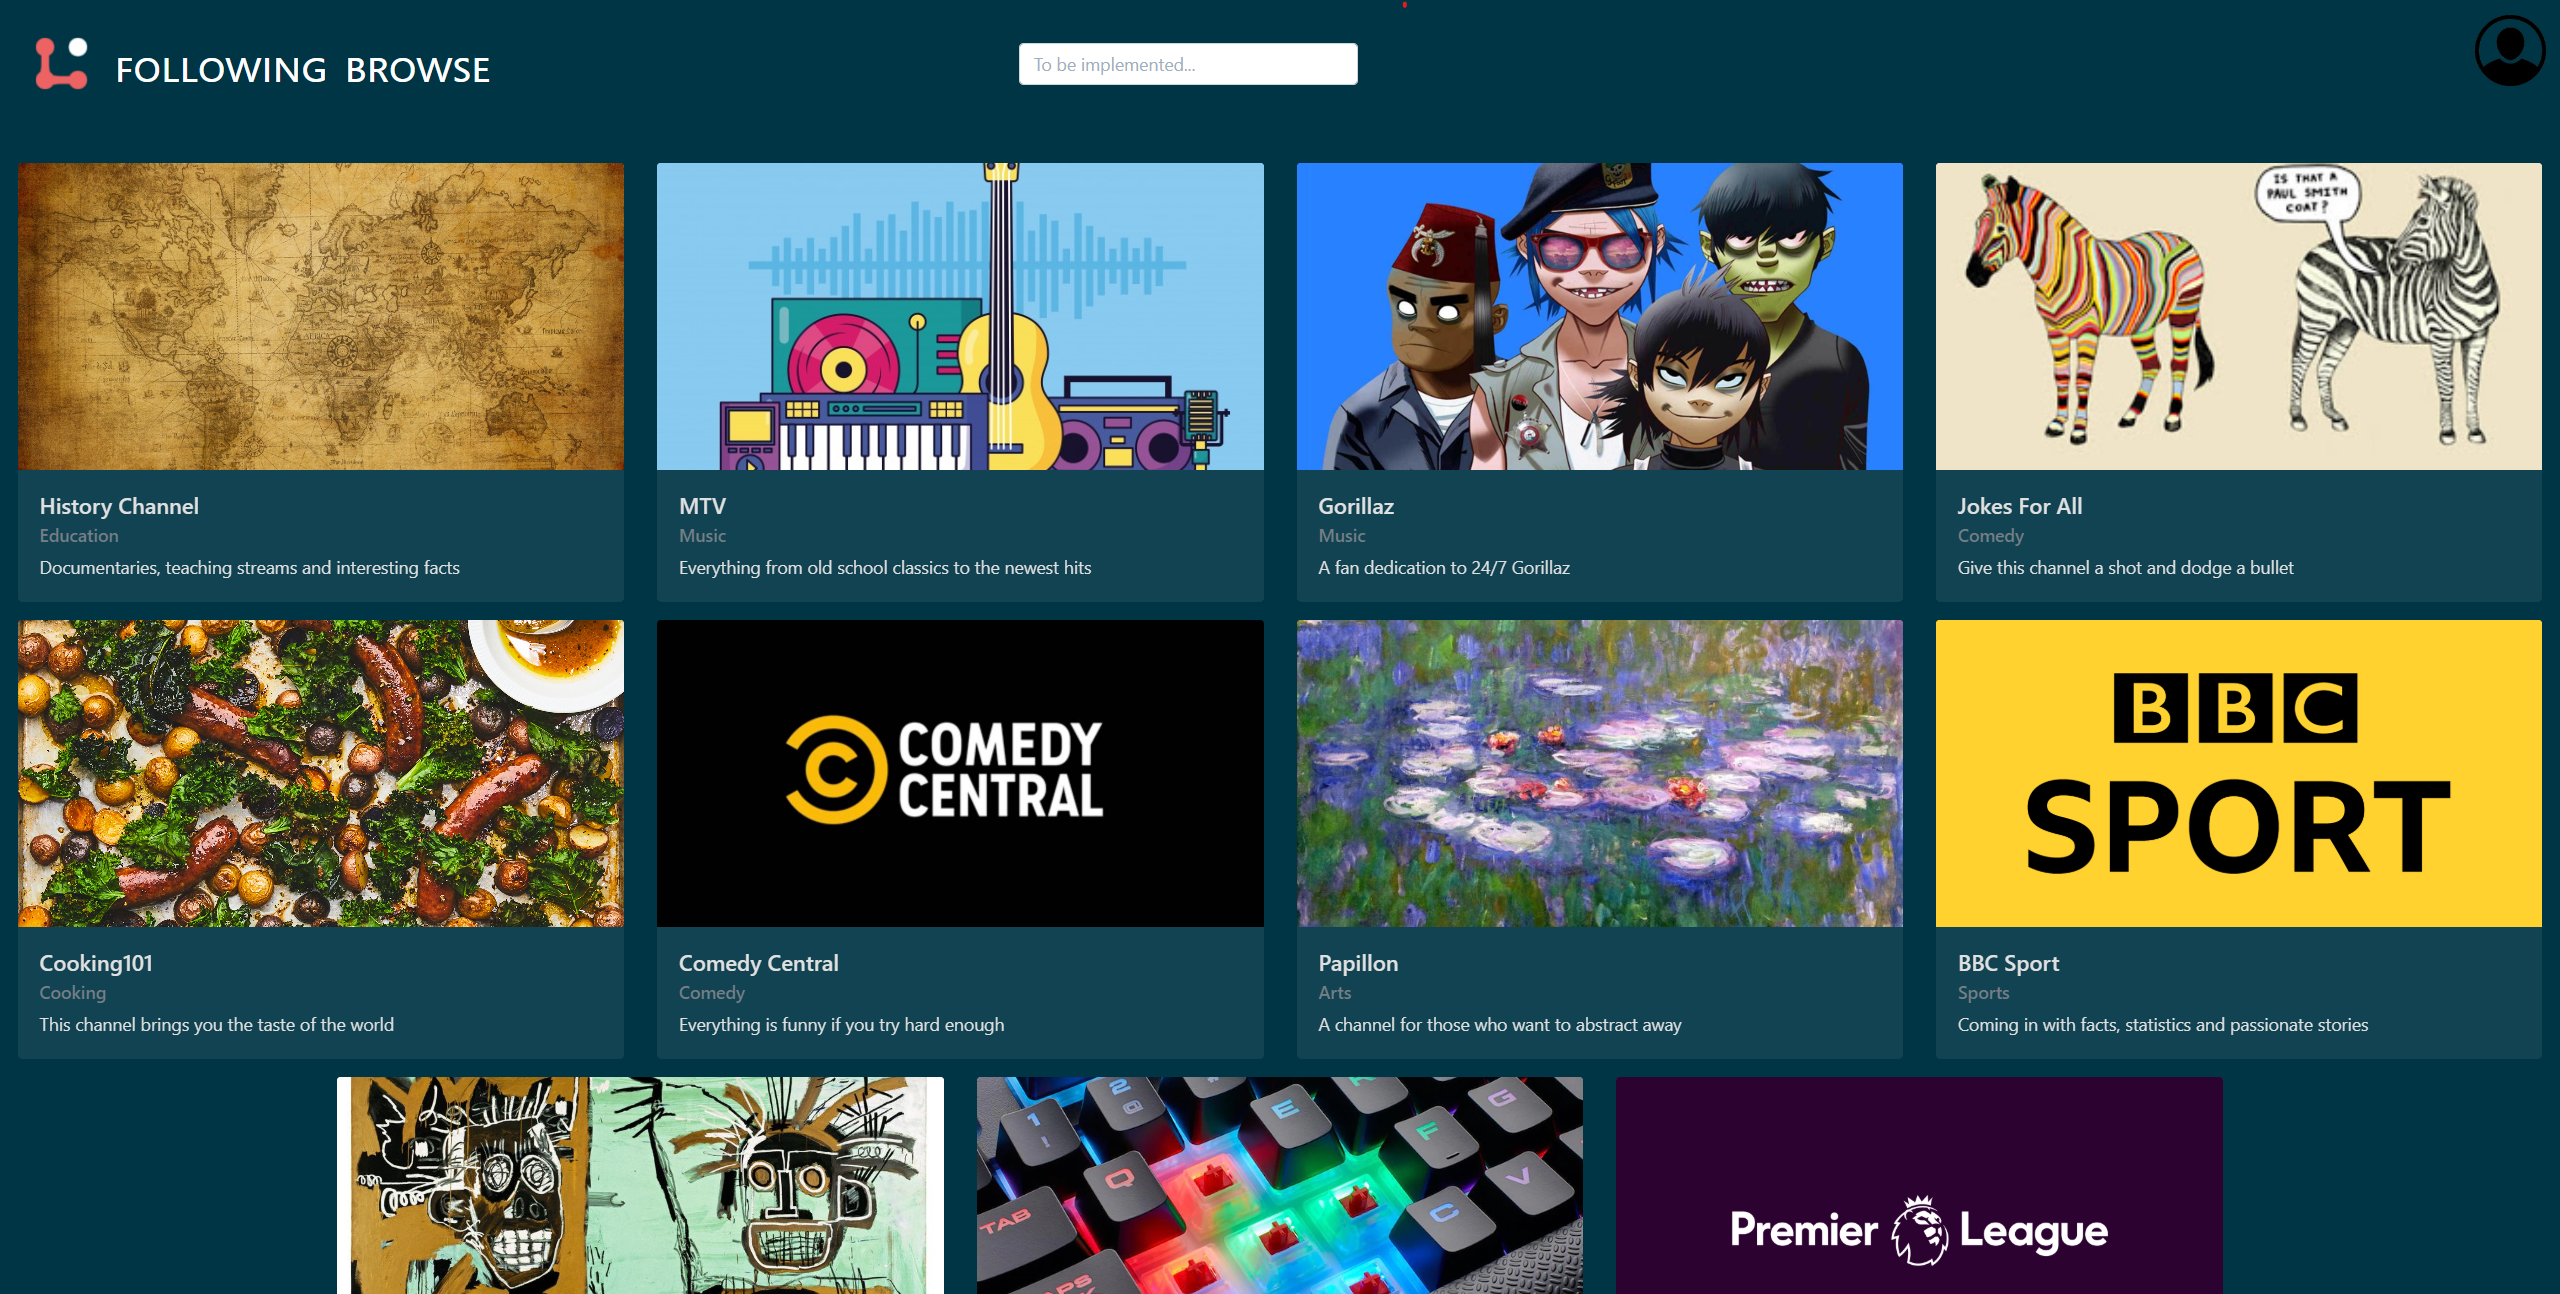 FOLLOWING BROWSE
To be implemented...
IS THAT A
PAUL SMITH
COAT?
History Channel
Education
Documentaries, teaching streams and interesting facts
MTV
Music
Everything from old school classics to the newest hits
Gorillaz
Music
A fan dedication to 24/7 Gorillaz
Jokes For All
Comedy
Give this channel a shot and dodge a bullet
COMEDY
CENTRAL
BBC
SPORT
Cooking101
Cooking
This channel brings you the taste of the world
Comedy Central
Comedy
Everything is funny if you try hard enough
Papillon
Arts
A channel for those who want to abstract away
BBC Sport
Sports
Coming in with facts, statistics and passionate stories
1
!
2
@
E
F
G
Q
C
V
TAB
Premier League